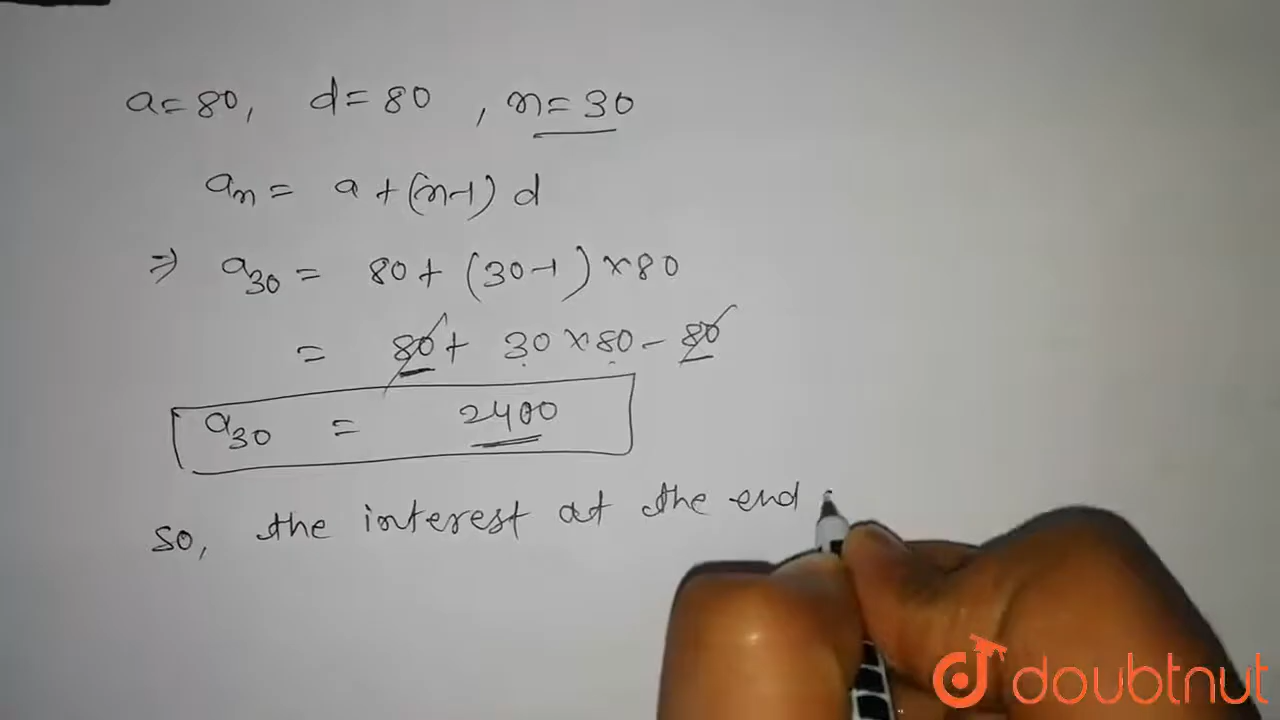 a=80, d=80, n=30
aₙ = a+(n-1) d
⇒ a₃₀ = 80+ (30-1)×80
= 80+ 30×80-80
a₃₀ = 2400
so, the interest at the end
doubtnut